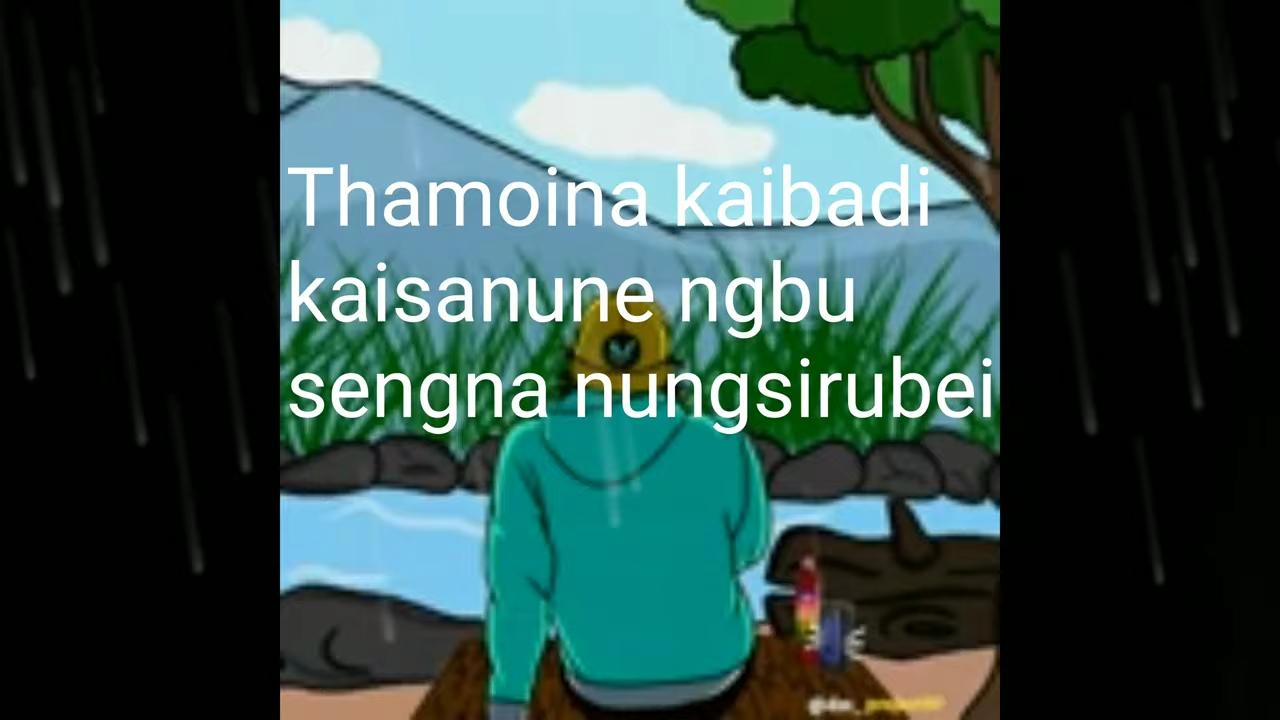 Thamoina kaibadi
kaisanune ngbu
sengna nungsirubei